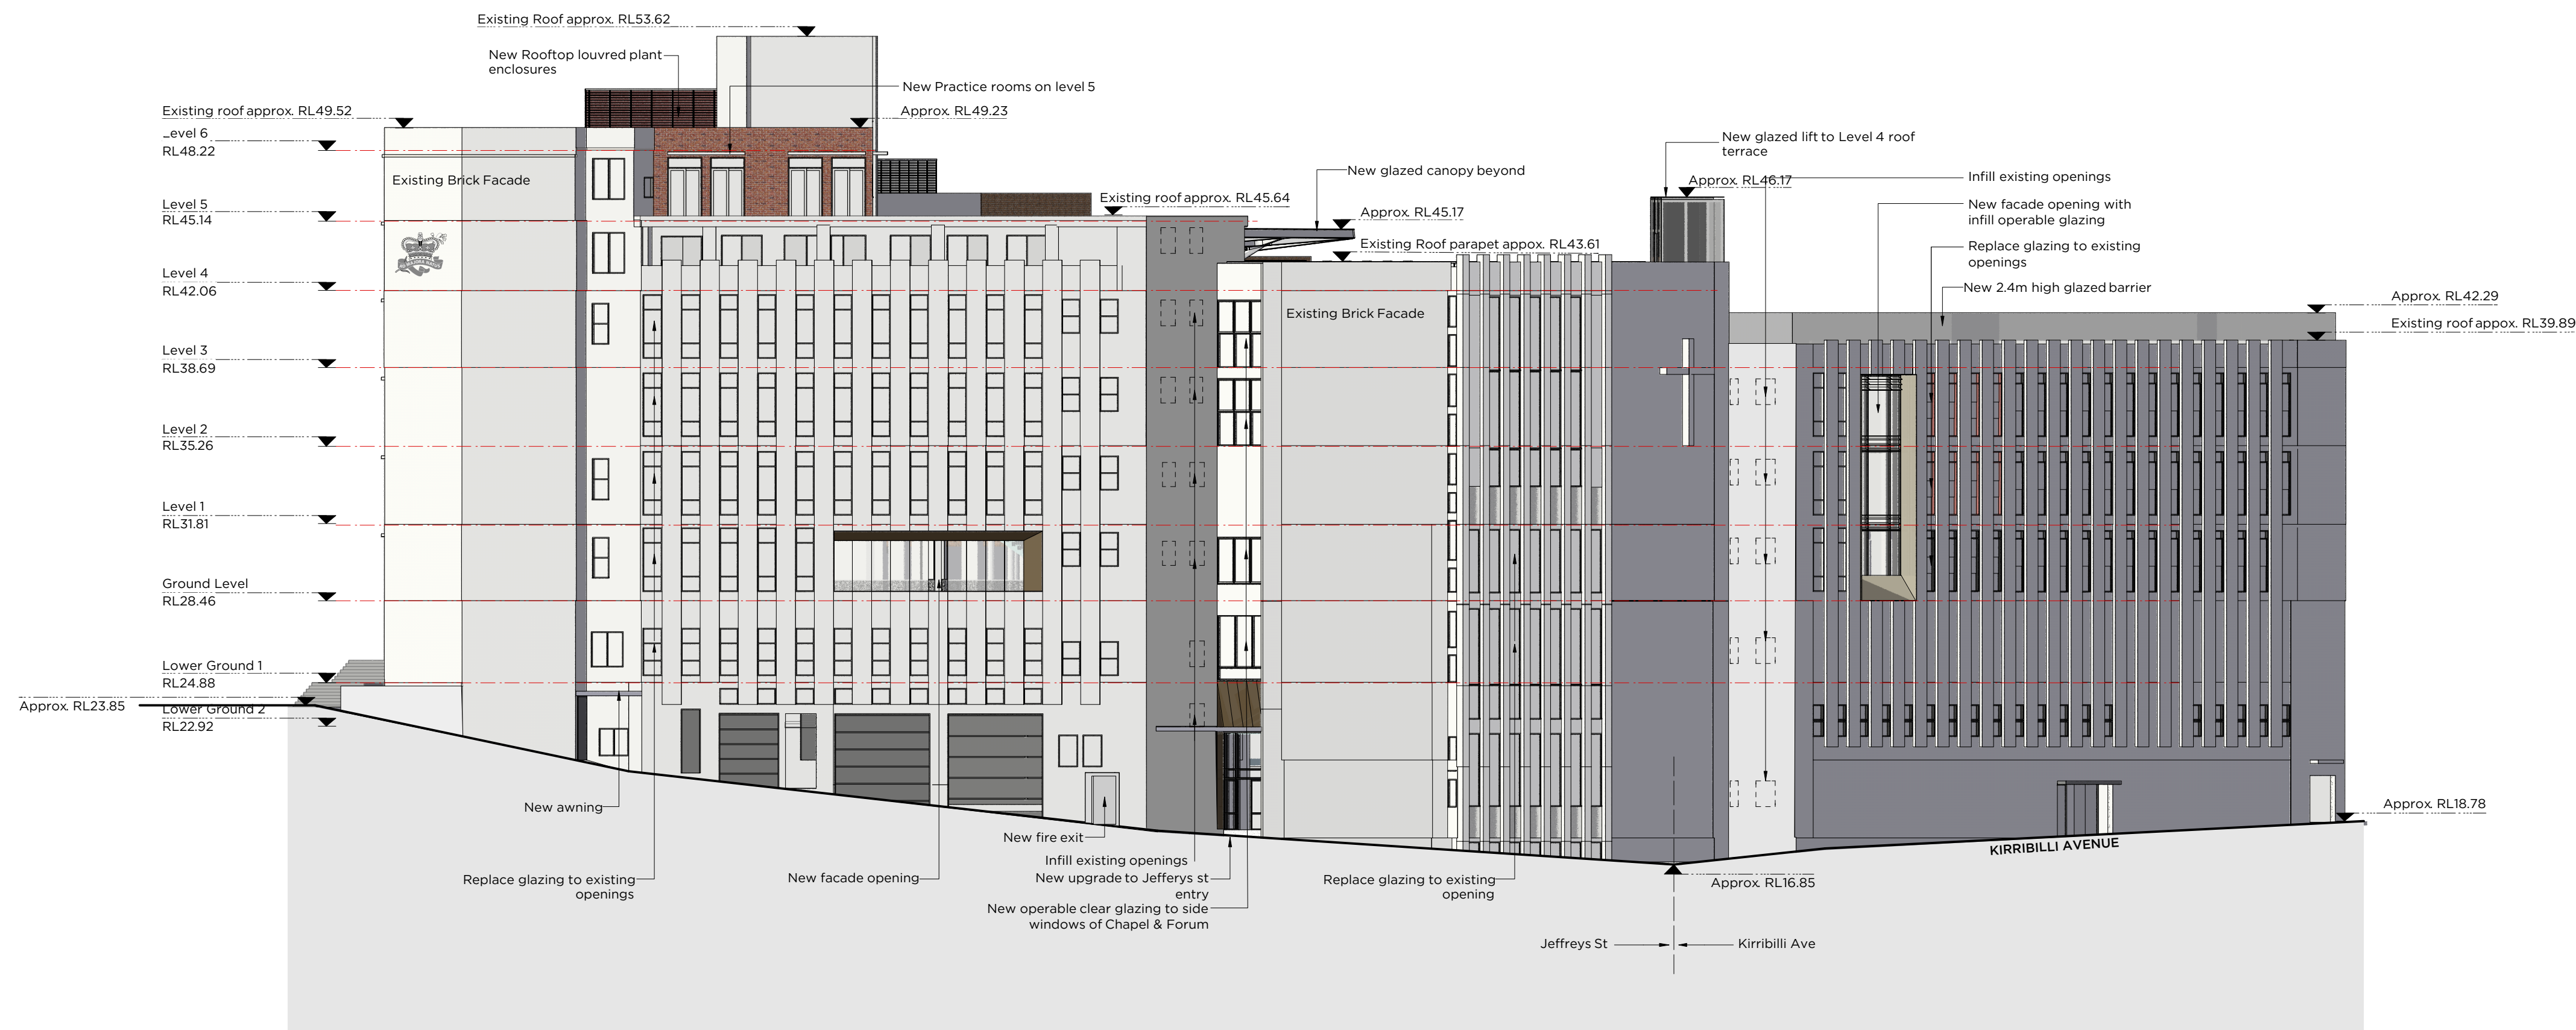 Existing Roof approx. RL53.62
New Rooftop louvred plant
enclosures
New Practice rooms on level 5
Existing roof approx. RL49.52
Approx. RL49.23
Level 6
RL48.22
New glazed lift to Level 4 roof
terrace
Existing Brick Facade
New glazed canopy beyond
Approx. RL46.17
Infill existing openings
Level 5
RL45.14
Existing roof approx. RL45.64
Approx. RL45.17
New facade opening with
infill operable glazing
Existing Roof parapet appox. RL43.61
Replace glazing to existing
openings
Level 4
RL42.06
New 2.4m high glazed barrier
Approx. RL42.29
Existing Brick Facade
Existing roof appox. RL39.89
Level 3
RL38.69
Level 2
RL35.26
Level 1
RL31.81
Ground Level
RL28.46
Lower Ground 1
RL24.88
Approx. RL23.85
Lower Ground 2
RL22.92
New awning
Approx. RL18.78
New fire exit
KIRRIBILLI AVENUE
Infill existing openings
Replace glazing to existing
openings
New facade opening
New upgrade to Jefferys st
entry
Replace glazing to existing
opening
Approx. RL16.85
New operable clear glazing to side
windows of Chapel & Forum
Jeffreys St
Kirribilli Ave